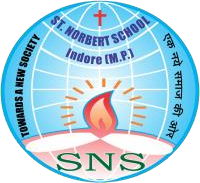 ST. NORBERT SCHOOL
Indore (M.P.)
TOWARDS A NEW SOCIETY
एक नये समाज की ओर
SNS